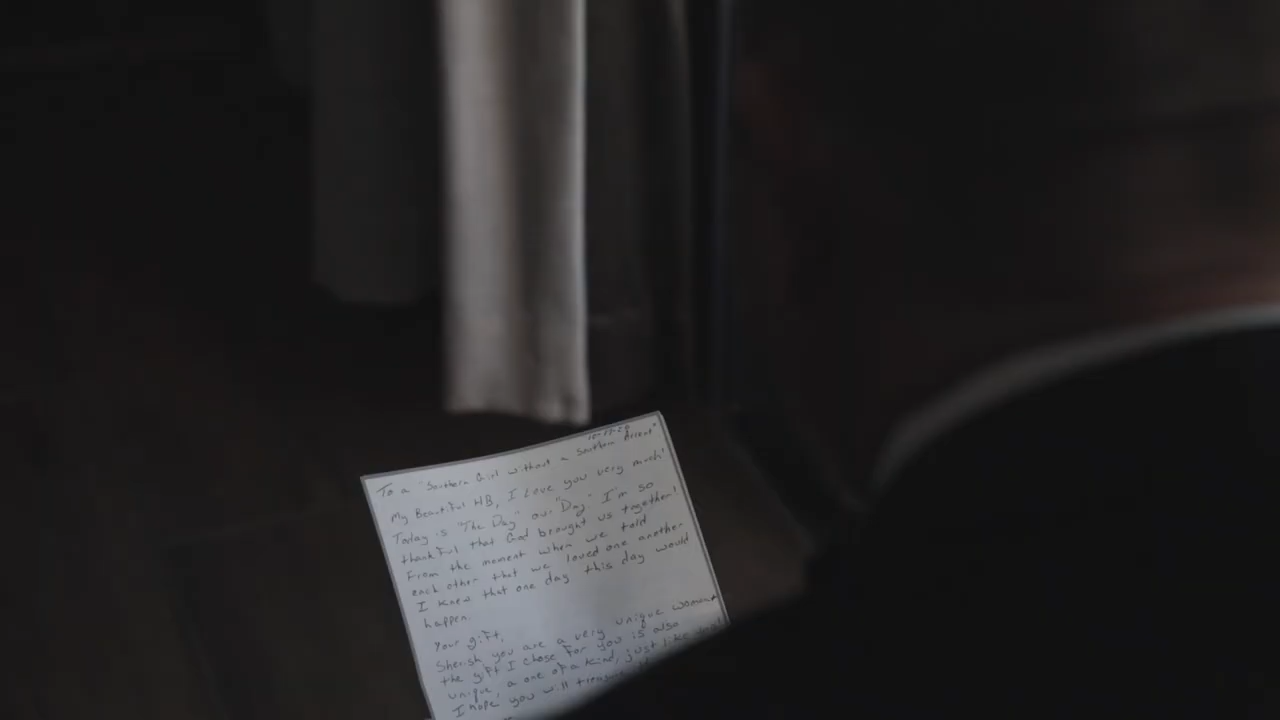 To a "Southern Girl without a Southern Accent"
My Beautiful HB, I love you very much!
Today is "The Day" our "Day" I'm so
thankful that God brought us together!
From the moment when we told
each other that we loved one another
I knew that one day this day would
happen.
Your gift,
Sherish you are a very unique woman
the gift I chose for you is also
unique, a one of a kind, just like you!
I hope you will treasure